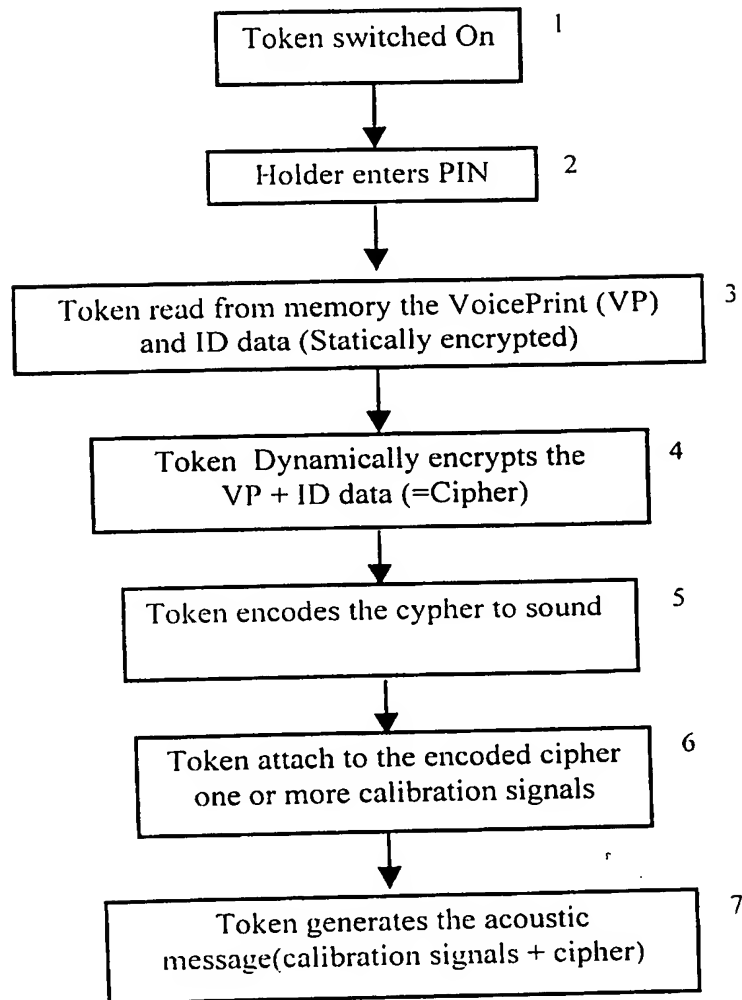 Token switched On
1
Holder enters PIN
2
Token read from memory the VoicePrint (VP)
and ID data (Statically encrypted)
3
Token Dynamically encrypts the
VP + ID data (=Cipher)
4
Token encodes the cypher to sound
5
Token attach to the encoded cipher
one or more calibration signals
6
Token generates the acoustic
message(calibration signals + cipher)
7